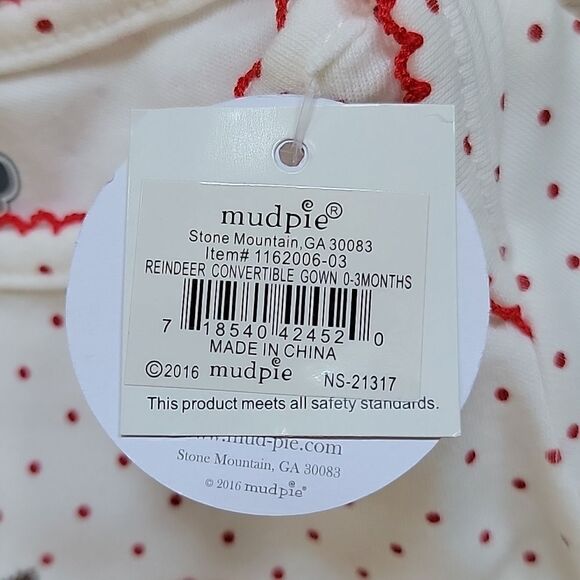 mudpie®
Stone Mountain,GA 30083
Item# 1162006-03
REINDEER CONVERTIBLE GOWN 0-3MONTHS
7 18540 42452 0
MADE IN CHINA
©2016 mudpie NS-21317
This product meets all safety standards.
www.mud-pie.com
Stone Mountain, GA 30083
© 2016 mudpie®